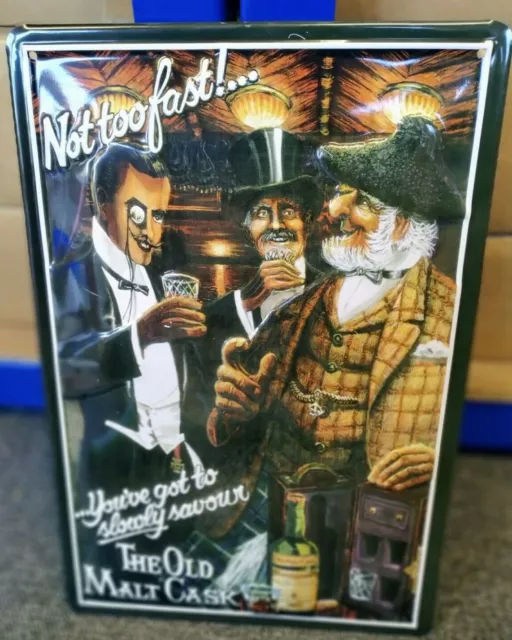 Not too fast!...
...You've got to
slowly savour
THE OLD
MALT CASK